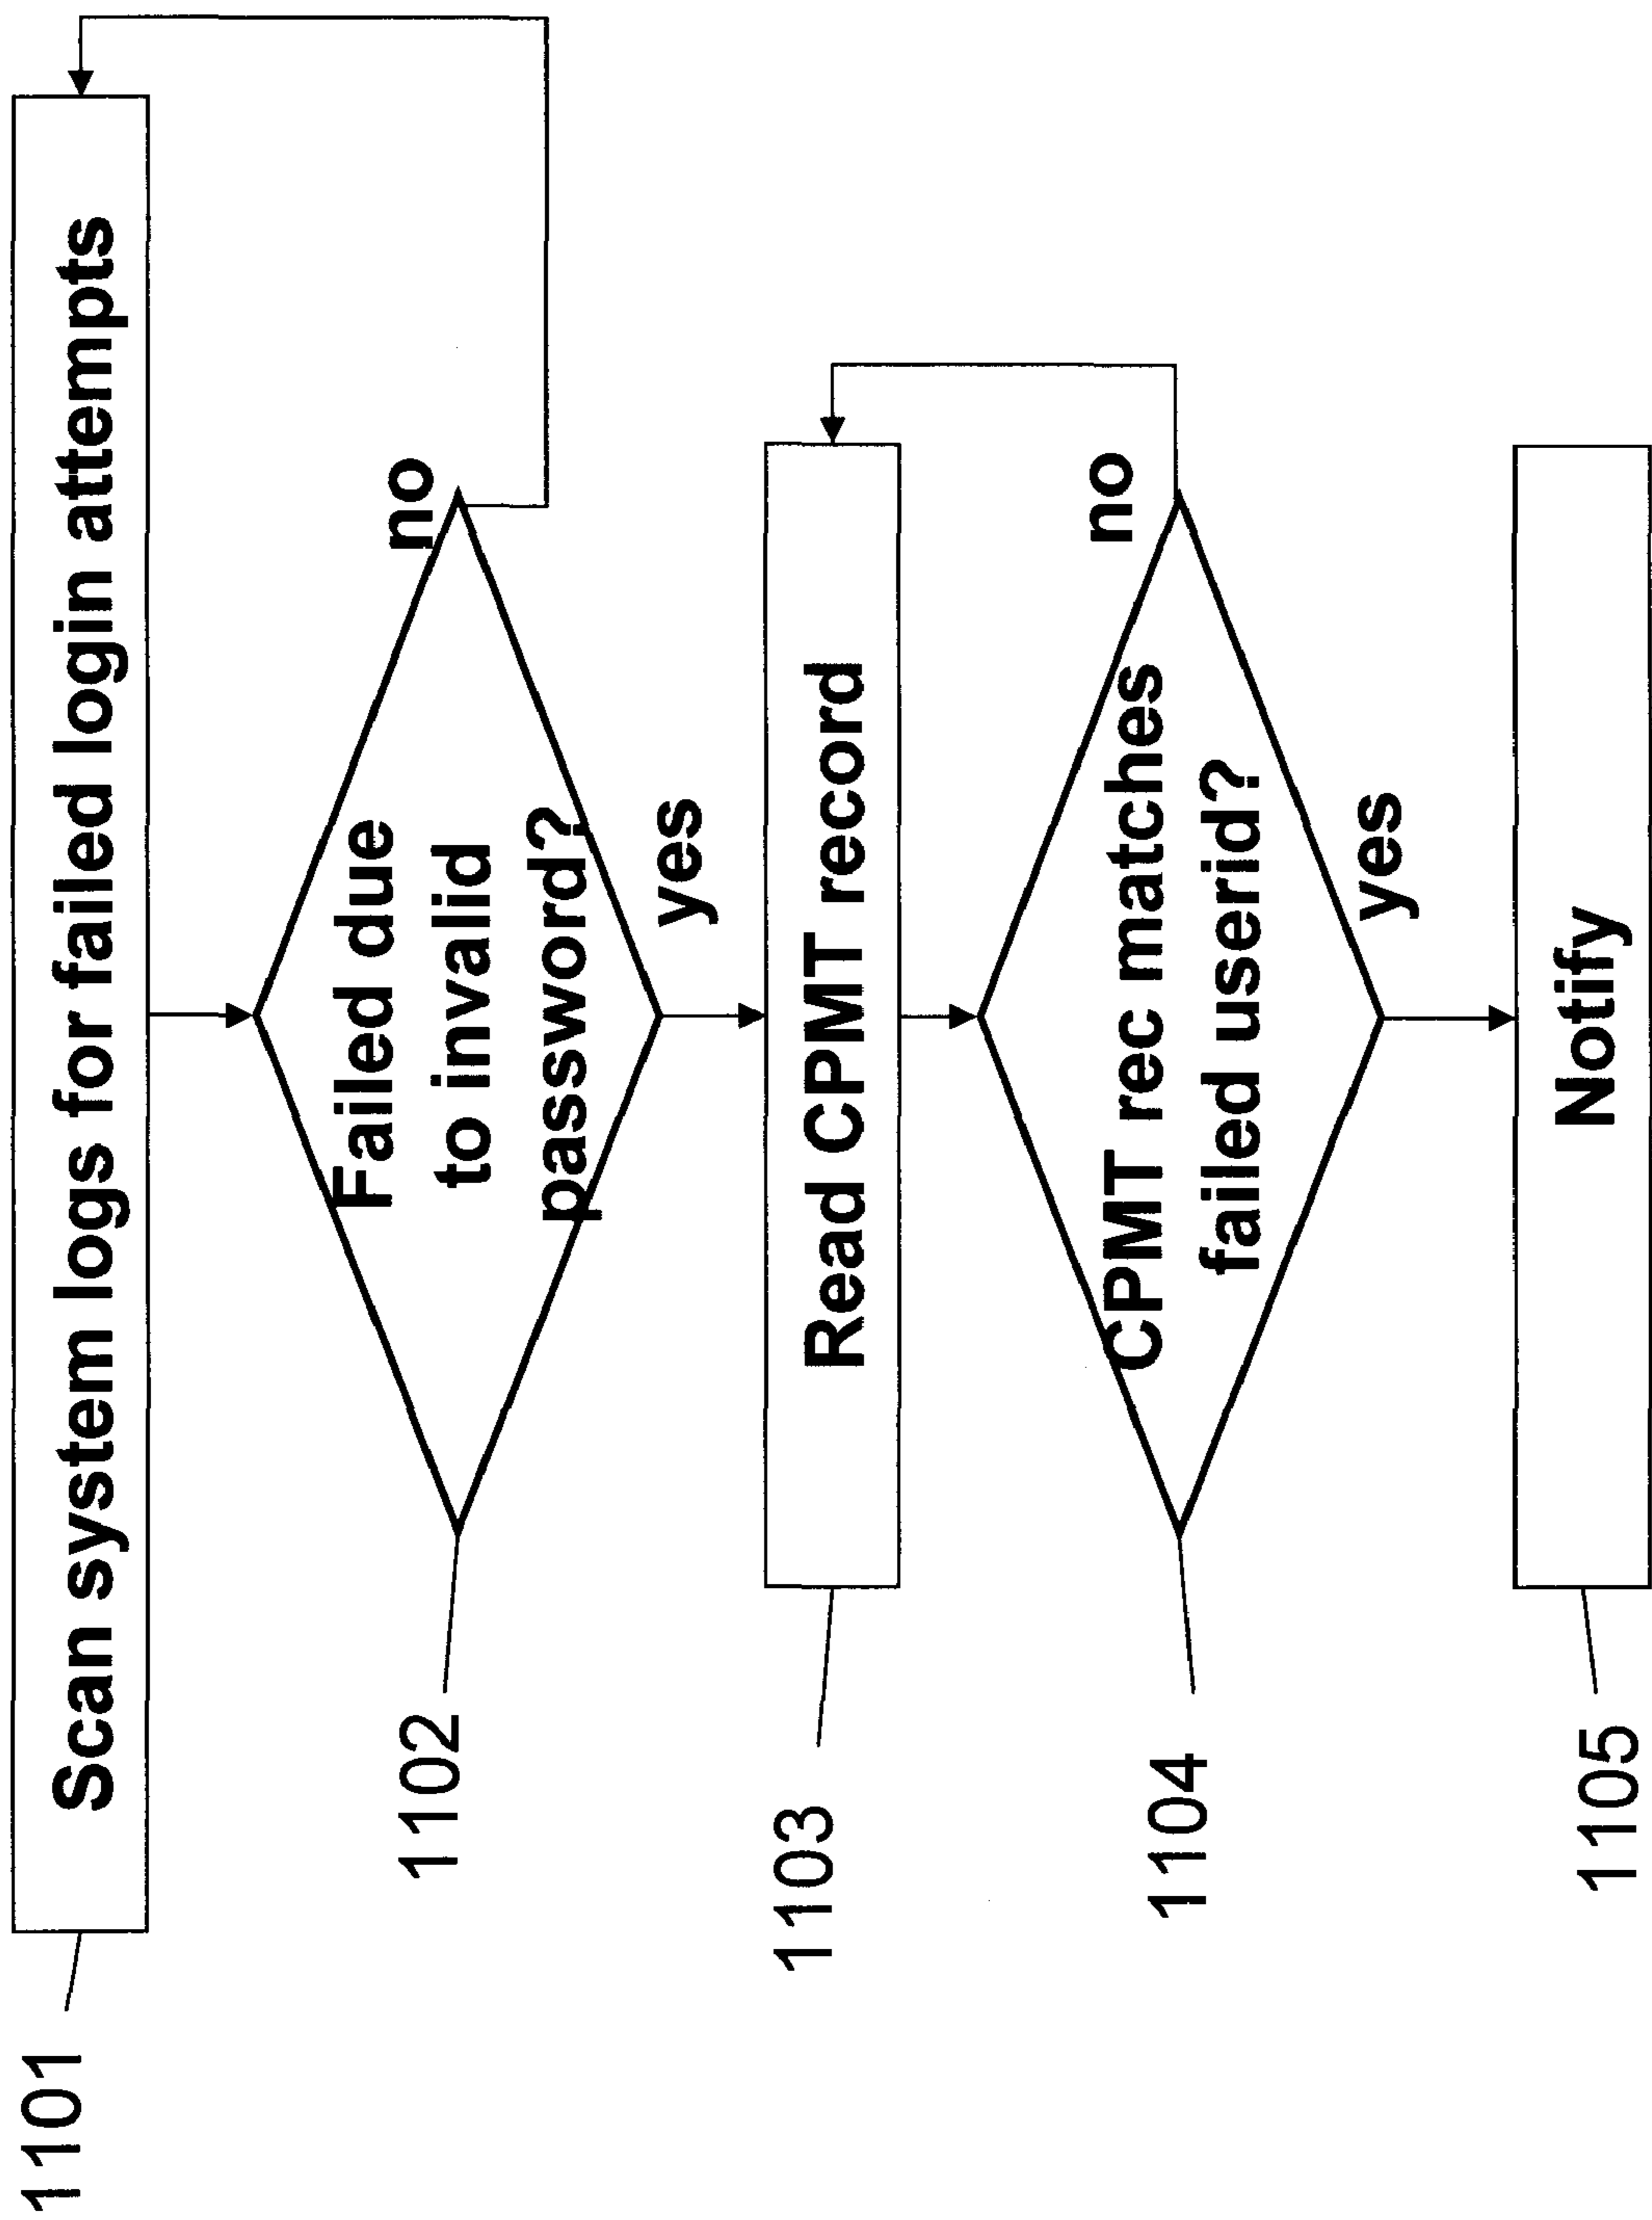 1101
Scan system logs for failed login attempts
1102
Failed due
to invalid
password?
no
yes
1103
Read CPMT record
1104
CPMT rec matches
failed userid?
no
yes
1105
Notify